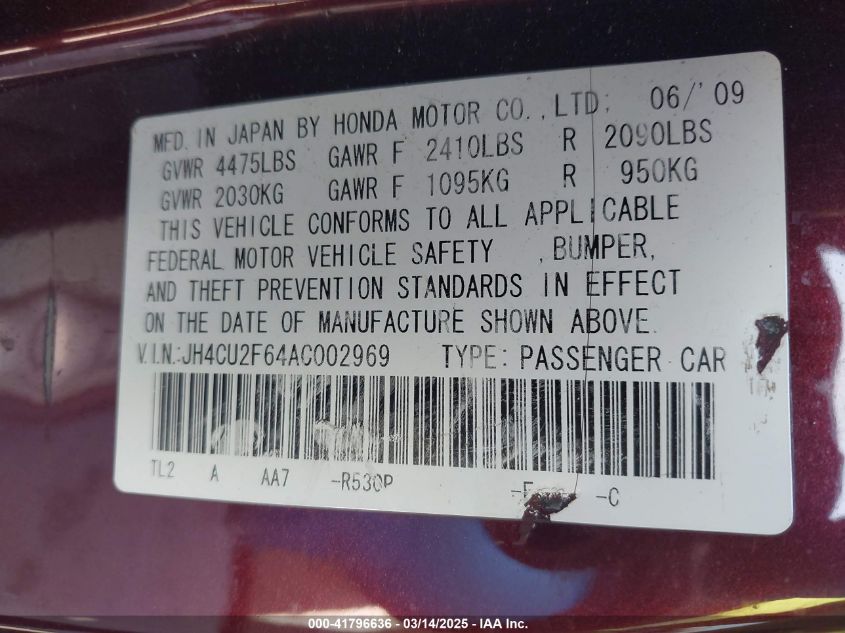 MFD. IN JAPAN BY HONDA MOTOR CO.,LTD; 06/'09
GVWR 4475LBS GAWR F 2410LBS R 2090LBS
GVWR 2030KG GAWR F 1095KG R 950KG
THIS VEHICLE CONFORMS TO ALL APPLICABLE
FEDERAL MOTOR VEHICLE SAFETY , BUMPER,
AND THEFT PREVENTION STANDARDS IN EFFECT
ON THE DATE OF MANUFACTURE SHOWN ABOVE.
V.I.N.:JH4CU2F64AC002969 TYPE: PASSENGER CAR
TL2 A AA7 -R530P -C
000-41796636 - 03/14/2025 - IAA Inc.